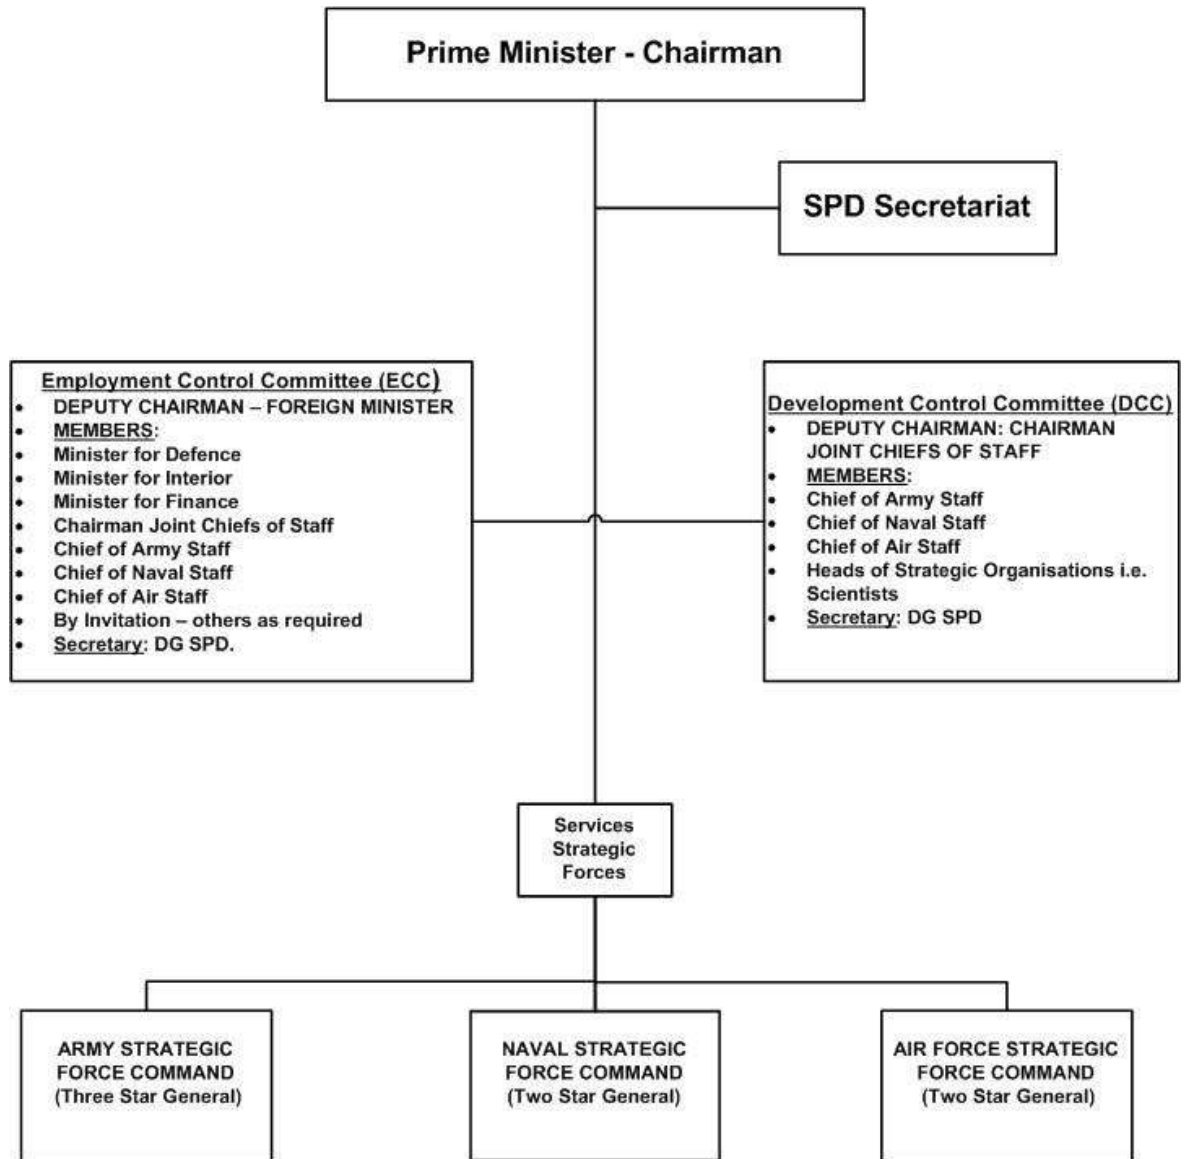 Prime Minister - Chairman
SPD Secretariat
Employment Control Committee (ECC)
• DEPUTY CHAIRMAN – FOREIGN MINISTER
• MEMBERS:
• Minister for Defence
• Minister for Interior
• Minister for Finance
• Chairman Joint Chiefs of Staff
• Chief of Army Staff
• Chief of Naval Staff
• Chief of Air Staff
• By Invitation – others as required
• Secretary: DG SPD.
Development Control Committee (DCC)
• DEPUTY CHAIRMAN: CHAIRMAN
JOINT CHIEFS OF STAFF
• MEMBERS:
• Chief of Army Staff
• Chief of Naval Staff
• Chief of Air Staff
• Heads of Strategic Organisations i.e.
Scientists
• Secretary: DG SPD
Services
Strategic
Forces
ARMY STRATEGIC
FORCE COMMAND
(Three Star General)
NAVAL STRATEGIC
FORCE COMMAND
(Two Star General)
AIR FORCE STRATEGIC
FORCE COMMAND
(Two Star General)